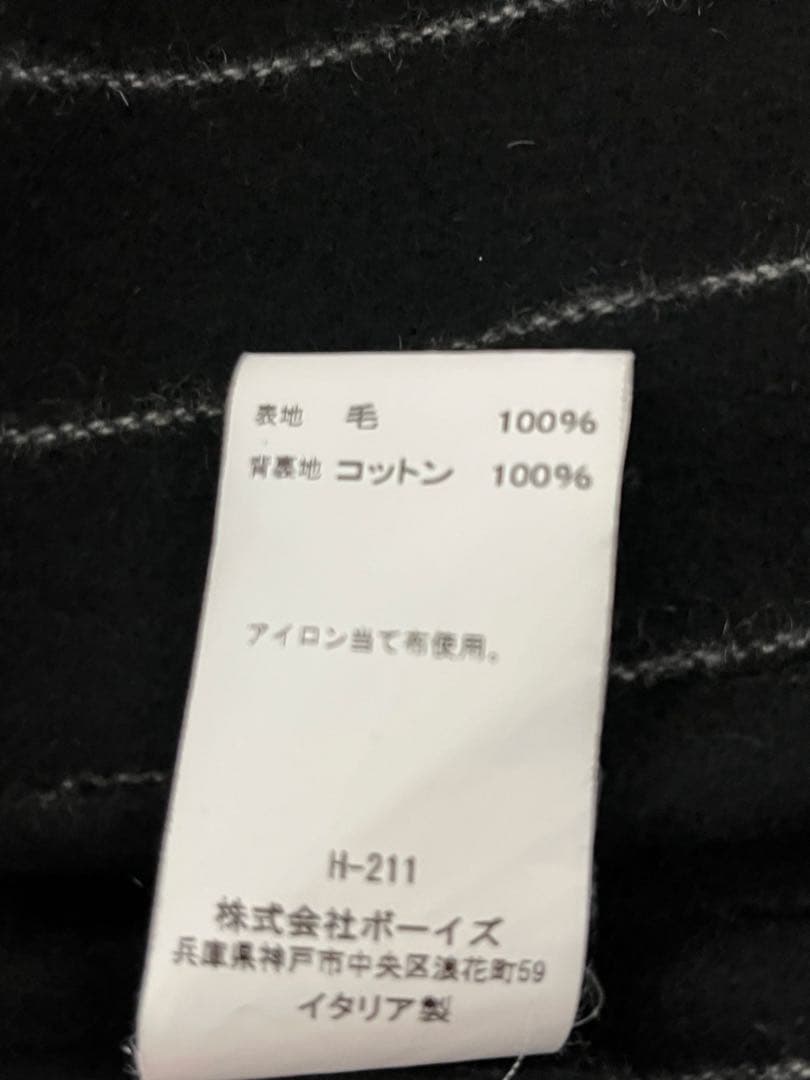 表地 毛 100%
背裏地 コットン 100%
アイロン当て布使用。
H-211
株式会社ボーイズ
兵庫県神戸市中央区浪花町59
イタリア製